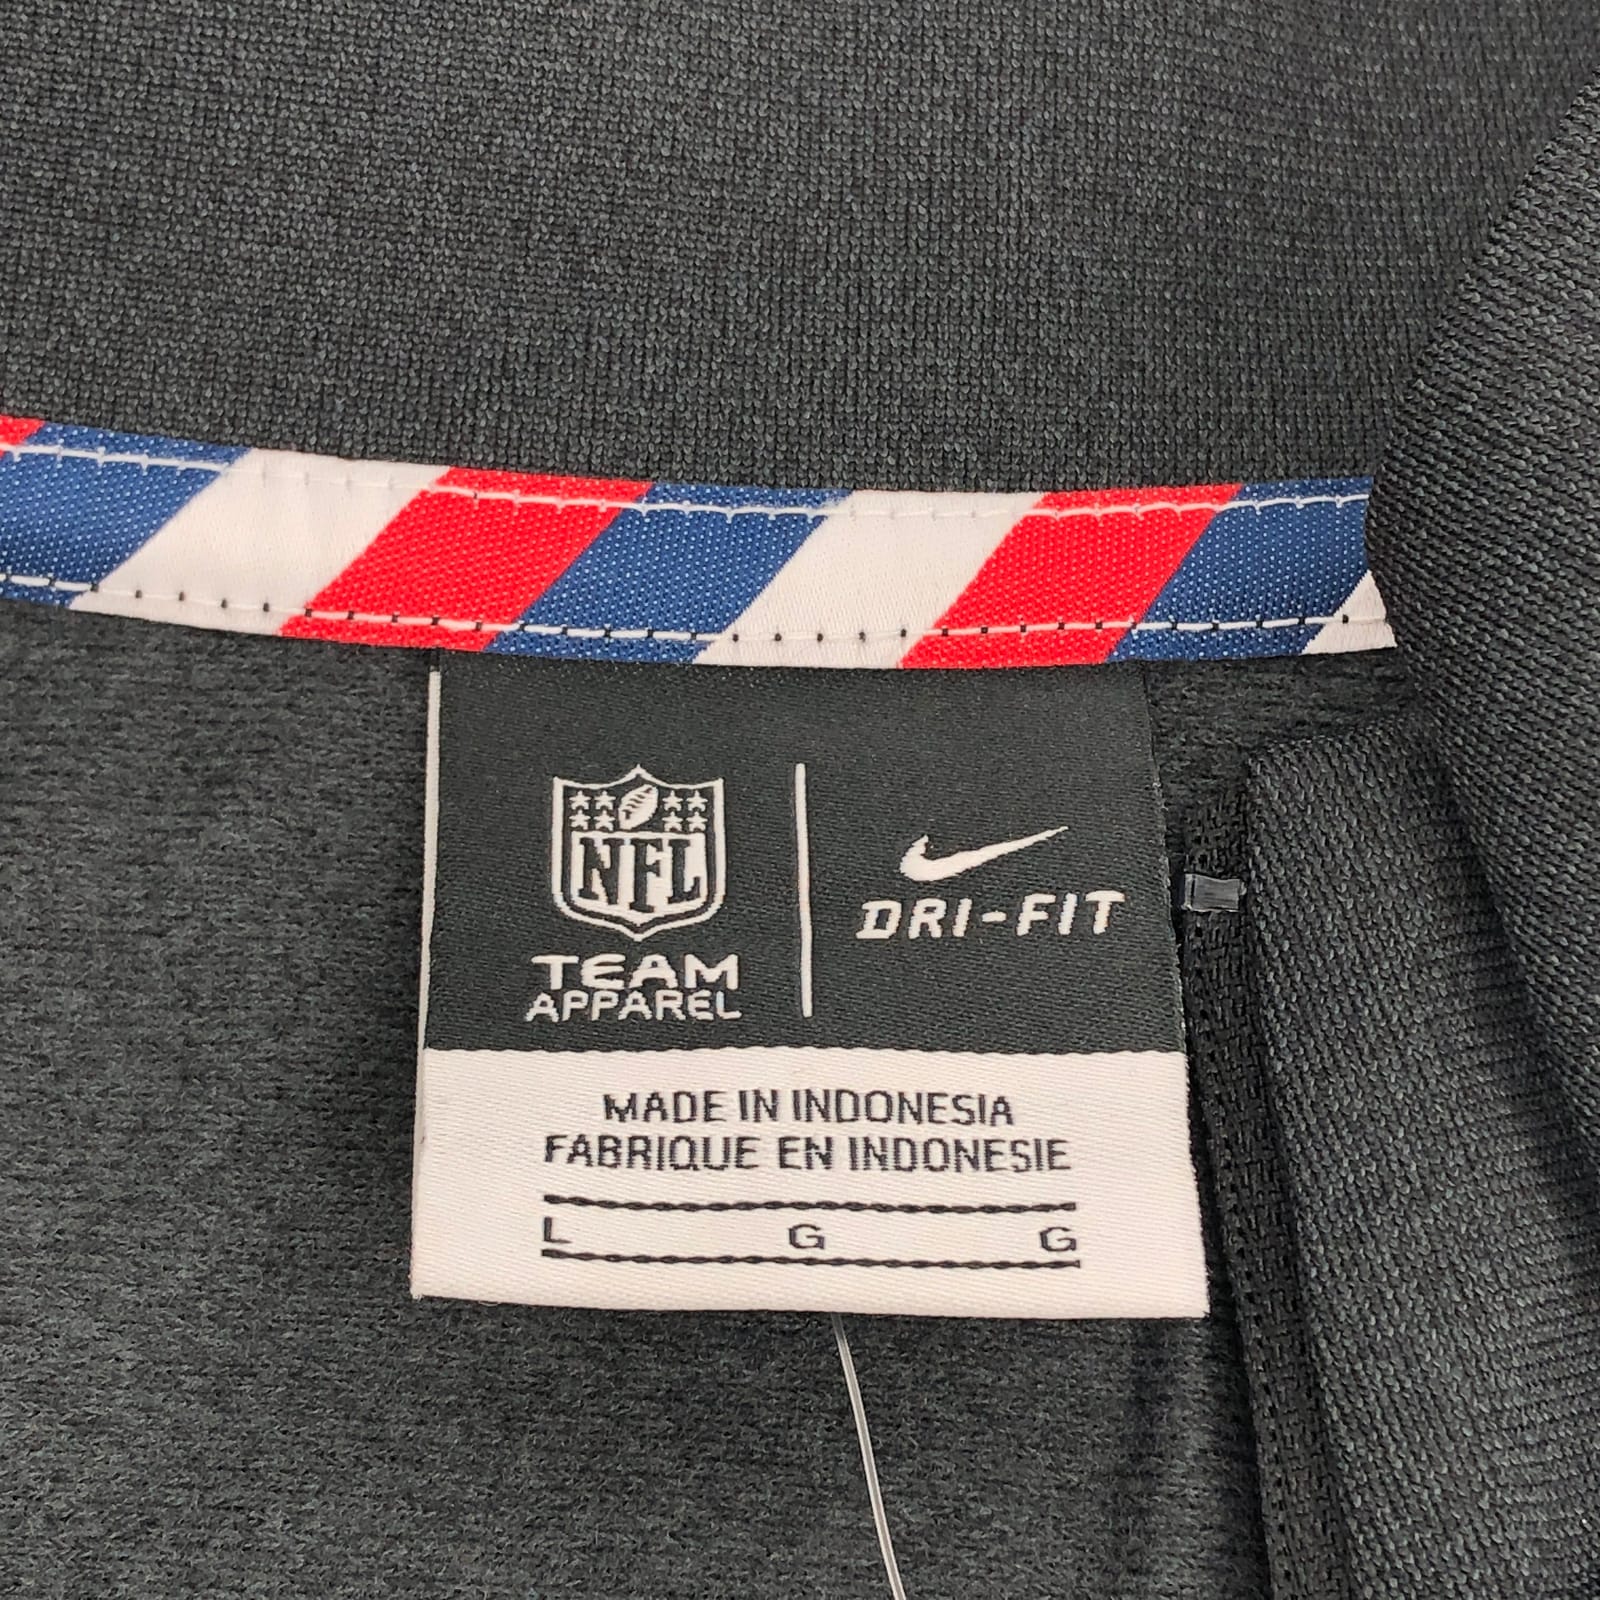 NFL
TEAM
APPAREL
DRI-FIT
MADE IN INDONESIA
FABRIQUE EN INDONESIE
L G G